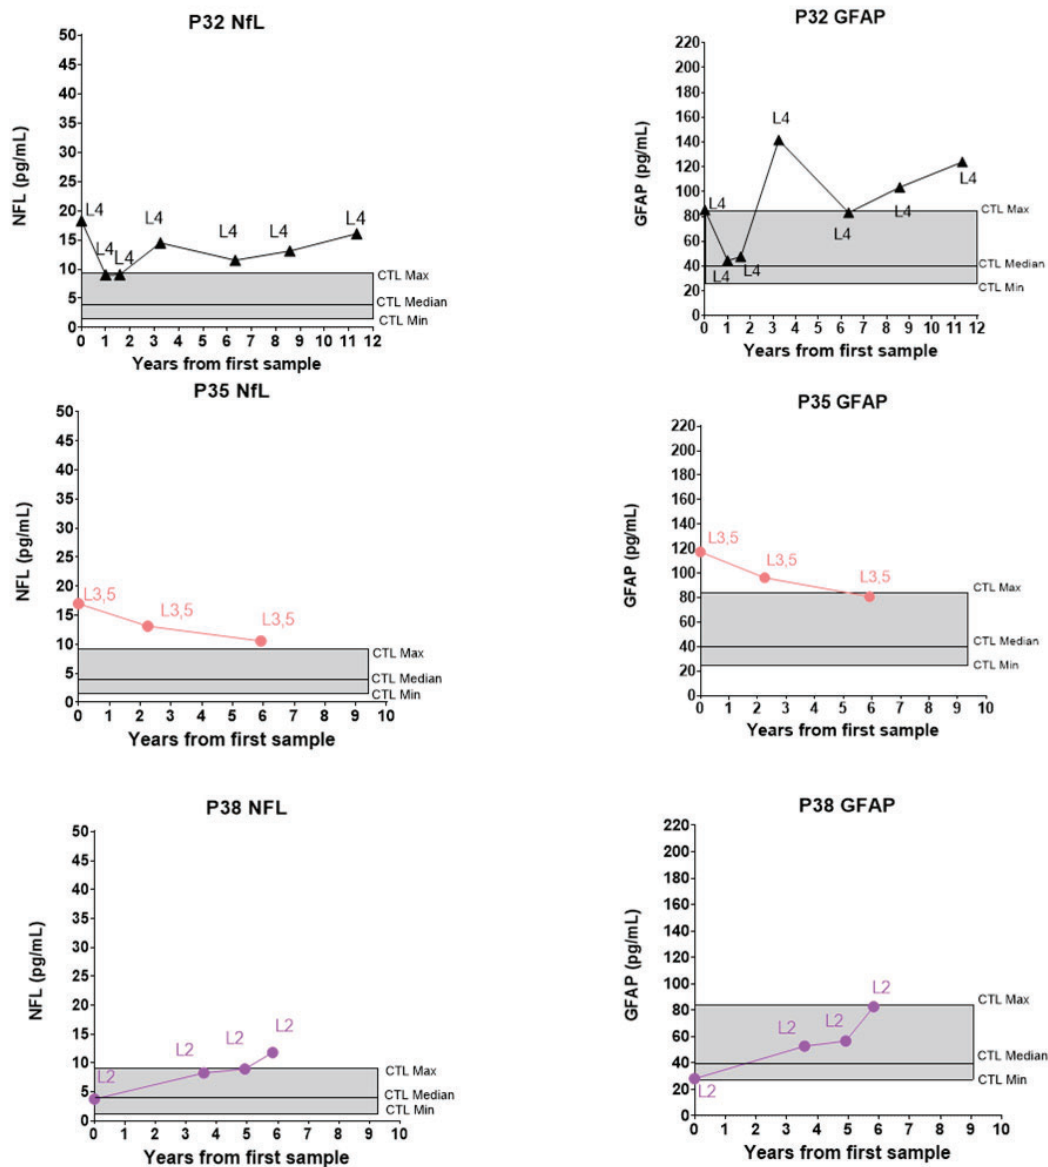 P32 NfL
NFL (pg/mL)
50
45
40
35
30
25
20
15
10
5
0
L4
L4
L4
L4
L4
L4
L4
CTL Max
CTL Median
CTL Min
0 1 2 3 4 5 6 7 8 9 10 11 12
Years from first sample
P32 GFAP
GFAP (pg/mL)
220
200
180
160
140
120
100
80
60
40
20
0
L4
L4
L4
L4
L4
L4
L4
CTL Max
CTL Median
CTL Min
0 1 2 3 4 5 6 7 8 9 10 11 12
Years from first sample
P35 NfL
NFL (pg/mL)
50
45
40
35
30
25
20
15
10
5
0
L3,5
L3,5
L3,5
CTL Max
CTL Median
CTL Min
0 1 2 3 4 5 6 7 8 9 10
Years from first sample
P35 GFAP
GFAP (pg/mL)
220
200
180
160
140
120
100
80
60
40
20
0
L3,5
L3,5
L3,5
CTL Max
CTL Median
CTL Min
0 1 2 3 4 5 6 7 8 9 10
Years from first sample
P38 NFL
NFL (pg/mL)
50
45
40
35
30
25
20
15
10
5
0
L2
L2
L2
L2
CTL Max
CTL Median
CTL Min
0 1 2 3 4 5 6 7 8 9 10
Years from first sample
P38 GFAP
GFAP (pg/mL)
220
200
180
160
140
120
100
80
60
40
20
0
L2
L2
L2
L2
CTL Max
CTL Median
CTL Min
0 1 2 3 4 5 6 7 8 9 10
Years from first sample